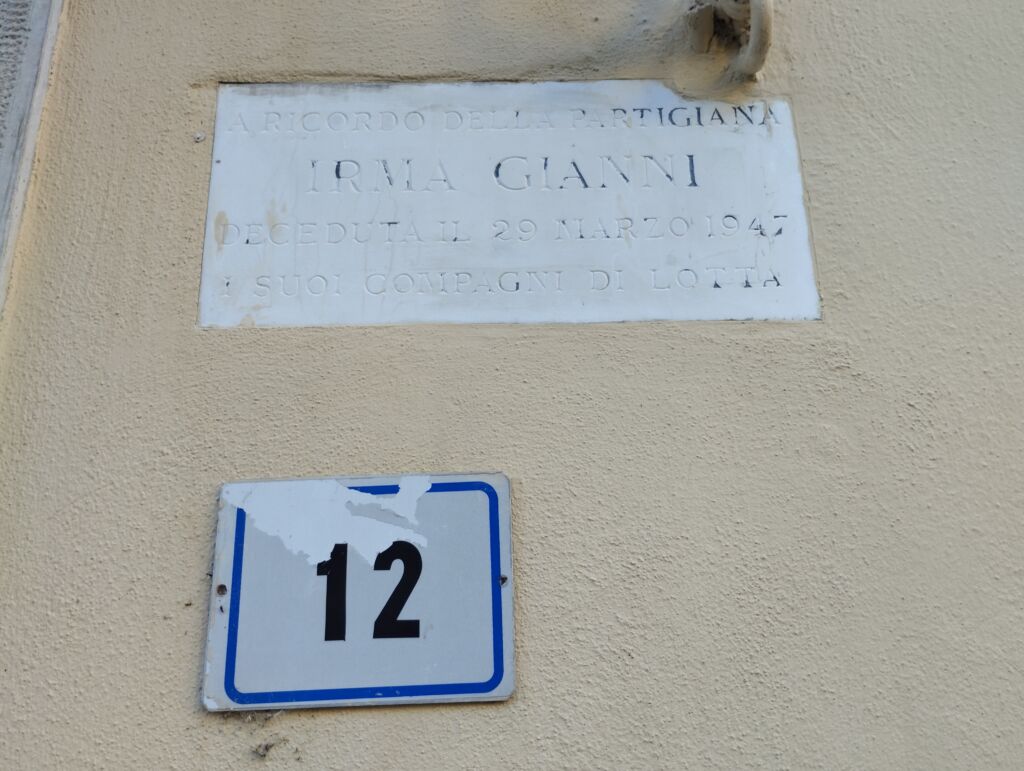 A RICORDO DELLA PARTIGIANA
IRMA GIANNI
DECEDUTA IL 29 MARZO 1947
I SUOI COMPAGNI DI LOTTA
12